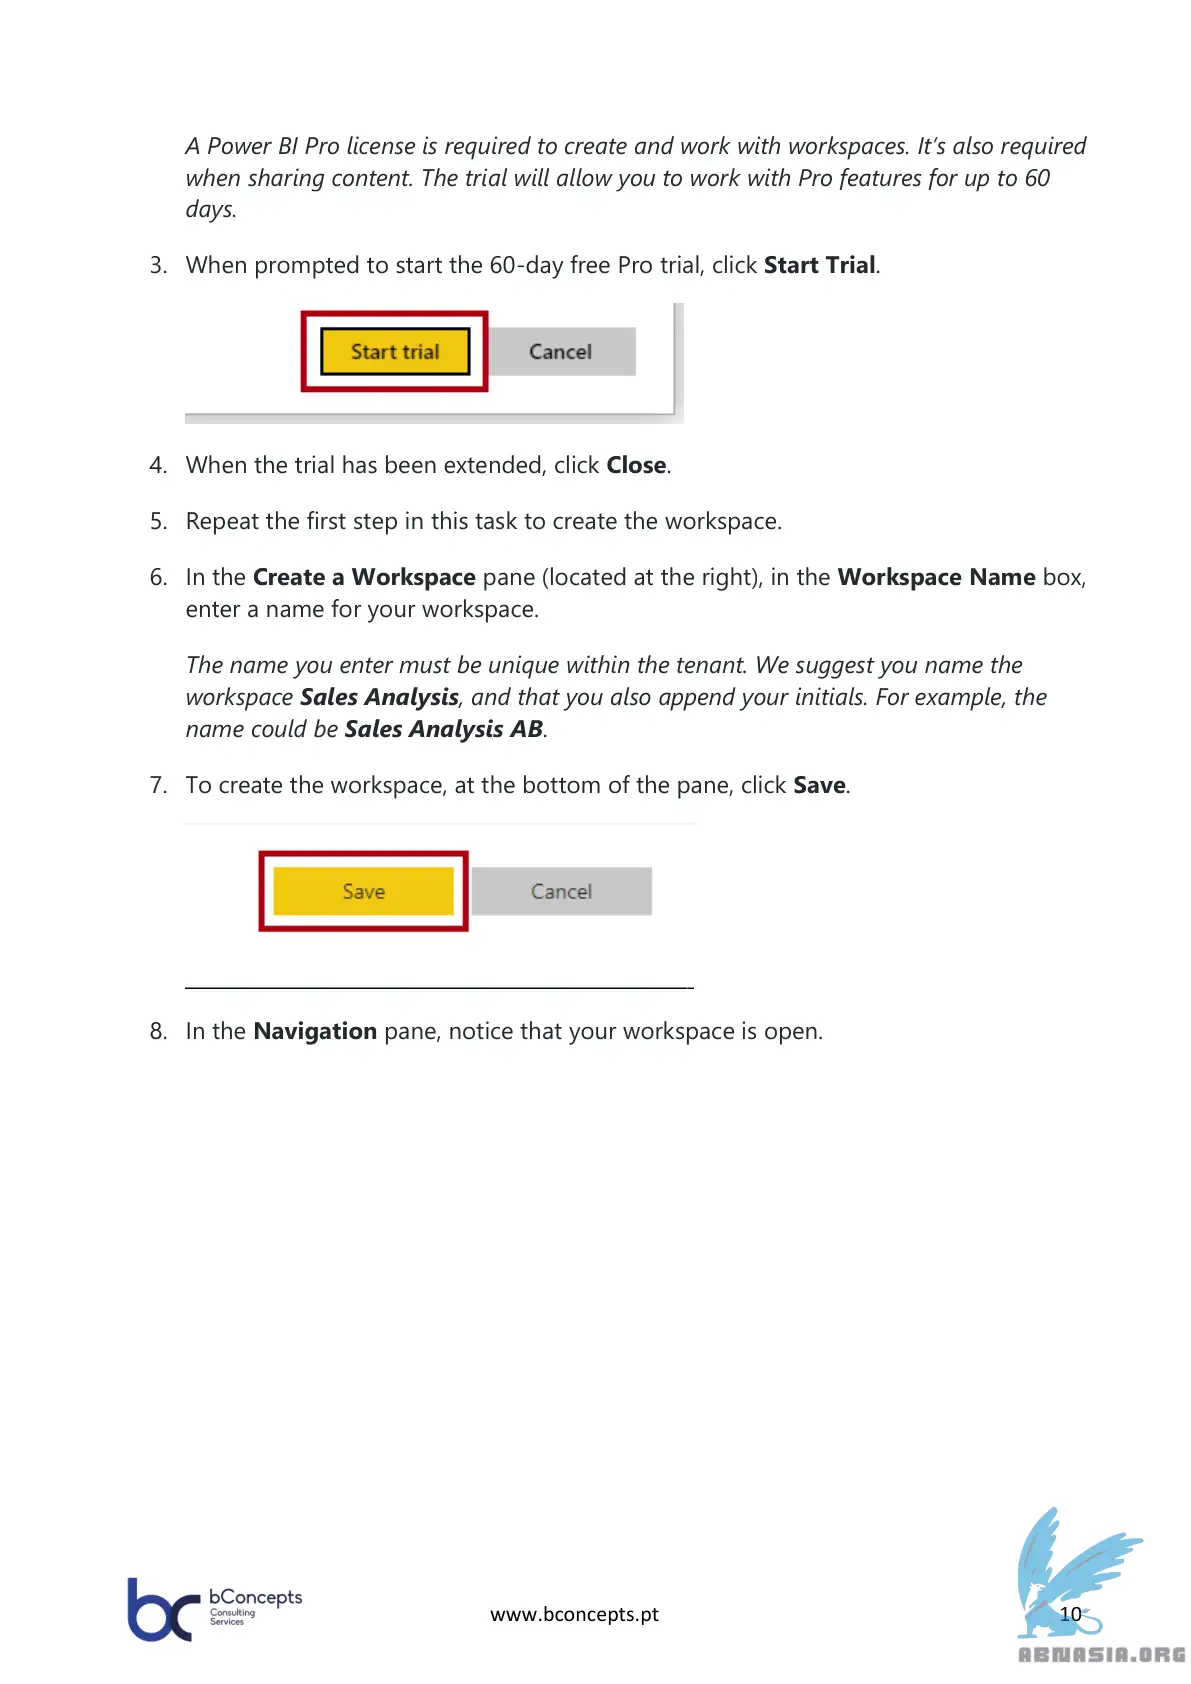 A Power BI Pro license is required to create and work with workspaces. It’s also required
when sharing content. The trial will allow you to work with Pro features for up to 60
days.
3. When prompted to start the 60-day free Pro trial, click Start Trial.
Start trial Cancel
4. When the trial has been extended, click Close.
5. Repeat the first step in this task to create the workspace.
6. In the Create a Workspace pane (located at the right), in the Workspace Name box,
enter a name for your workspace.
The name you enter must be unique within the tenant. We suggest you name the
workspace Sales Analysis, and that you also append your initials. For example, the
name could be Sales Analysis AB.
7. To create the workspace, at the bottom of the pane, click Save.
Save Cancel
8. In the Navigation pane, notice that your workspace is open.
bc bConcepts
Consulting
Services
www.bconcepts.pt
10
ABNASIA.ORG